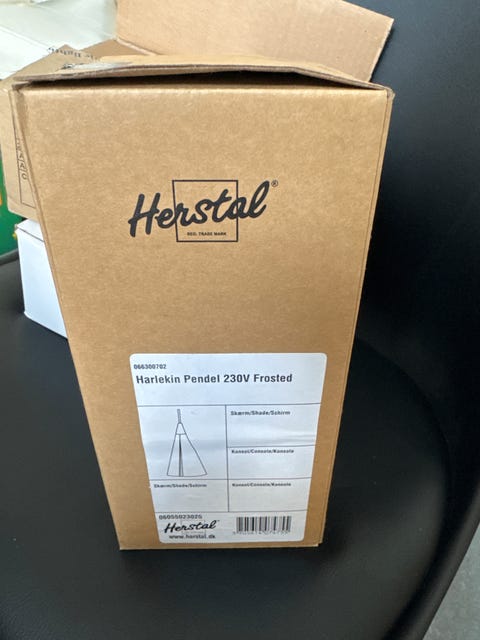 Herstal®
REG. TRADE MARK
066300702
Harlekin Pendel 230V Frosted
Skærm/Shade/Schirm
Konsol/Console/Konsole
Skærm/Shade/Schirm
Konsol/Console/Konsole
06055023025
Herstal
www.herstal.dk